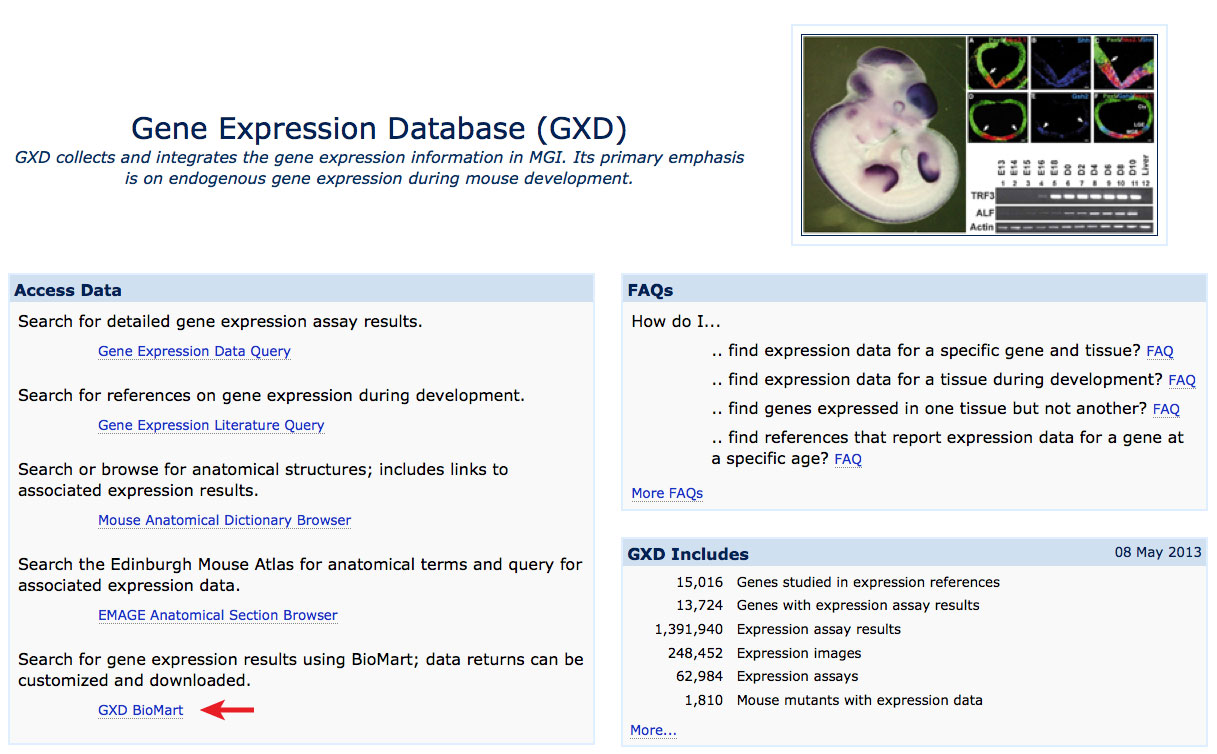 Gene Expression Database (GXD)
GXD collects and integrates the gene expression information in MGI. Its primary emphasis
is on endogenous gene expression during mouse development.
A
B
Shh
C
D
E
Gsh2
F
Ctx
LGE
MGE
E13
E14
E15
E16
E18
D0
D2
D4
D6
D8
D10
Liver
1 2 3 4 5 6 7 8 9 10 11 12
TRF3
ALF
Actin
Access Data
Search for detailed gene expression assay results.
Gene Expression Data Query
Search for references on gene expression during development.
Gene Expression Literature Query
Search or browse for anatomical structures; includes links to
associated expression results.
Mouse Anatomical Dictionary Browser
Search the Edinburgh Mouse Atlas for anatomical terms and query for
associated expression data.
EMAGE Anatomical Section Browser
Search for gene expression results using BioMart; data returns can be
customized and downloaded.
GXD BioMart
FAQs
How do I...
.. find expression data for a specific gene and tissue? FAQ
.. find expression data for a tissue during development? FAQ
.. find genes expressed in one tissue but not another? FAQ
.. find references that report expression data for a gene at
a specific age? FAQ
More FAQs
GXD Includes 08 May 2013
15,016 Genes studied in expression references
13,724 Genes with expression assay results
1,391,940 Expression assay results
248,452 Expression images
62,984 Expression assays
1,810 Mouse mutants with expression data
More...